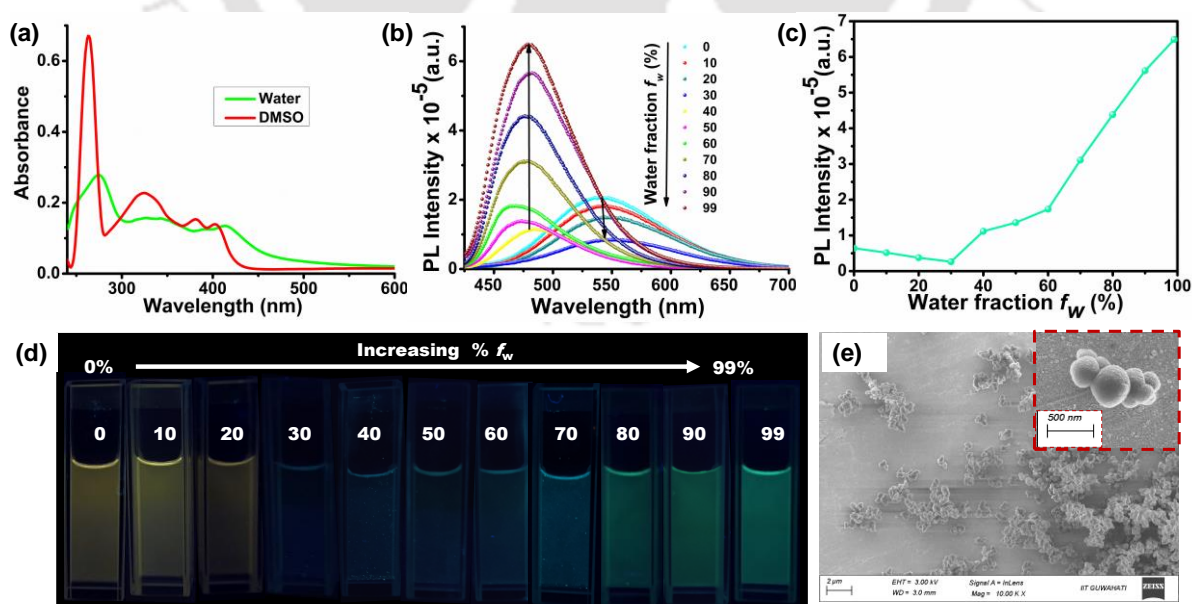 (a)
Absorbance
0.6
0.4
0.2
0.0
300
400
500
600
Wavelength (nm)
Water
DMSO
(b)
PL Intensity x 10⁻⁵(a.u.)
6
4
2
0
450
500
550
600
650
700
Wavelength (nm)
Water fraction f_w (%)
0
10
20
30
40
50
60
70
80
90
99
(c)
PL Intensity x 10⁻⁵(a.u.)
7
6
5
4
3
2
1
0
0
20
40
60
80
100
Water fraction f_w (%)
(d)
Increasing % f_w
0%
99%
0 10 20 30 40 50 60 70 80 90 99
(e)
500 nm
2 µm
EHT = 3.00 kV
WD = 3.0 mm
Signal A = InLens
Mag = 10.00 K X
IIT GUWAHATI
ZEISS